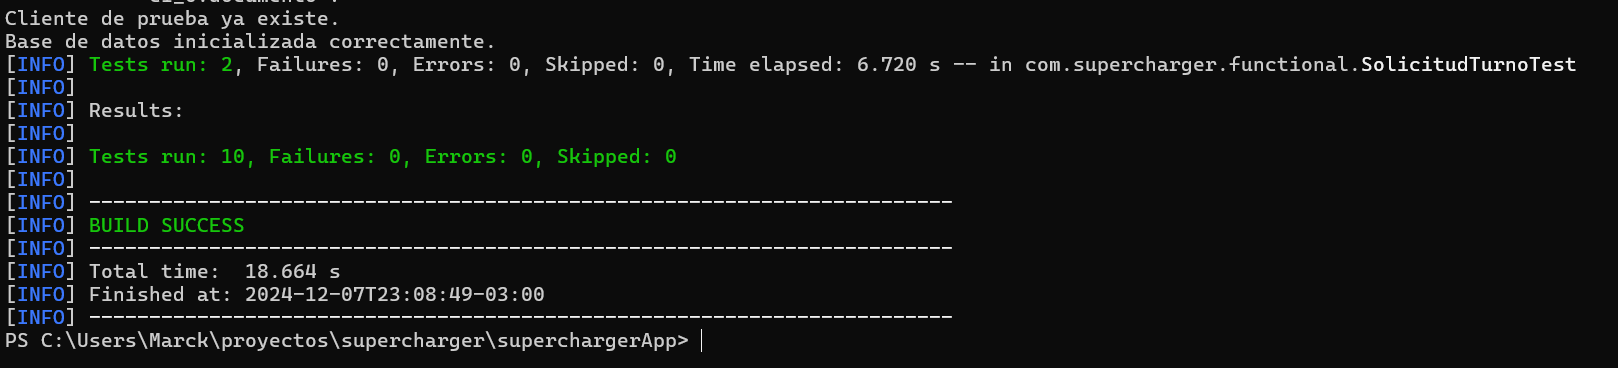 Cliente de prueba ya existe.
Base de datos inicializada correctamente.
[INFO] Tests run: 2, Failures: 0, Errors: 0, Skipped: 0, Time elapsed: 6.720 s -- in com.supercharger.functional.SolicitudTurnoTest
[INFO]
[INFO] Results:
[INFO]
[INFO] Tests run: 10, Failures: 0, Errors: 0, Skipped: 0
[INFO]
[INFO] ------------------------------------------------------------------------
[INFO] BUILD SUCCESS
[INFO] ------------------------------------------------------------------------
[INFO] Total time:  18.664 s
[INFO] Finished at: 2024-12-07T23:08:49-03:00
[INFO] ------------------------------------------------------------------------
PS C:\Users\Marck\proyectos\supercharger\superchargerApp>